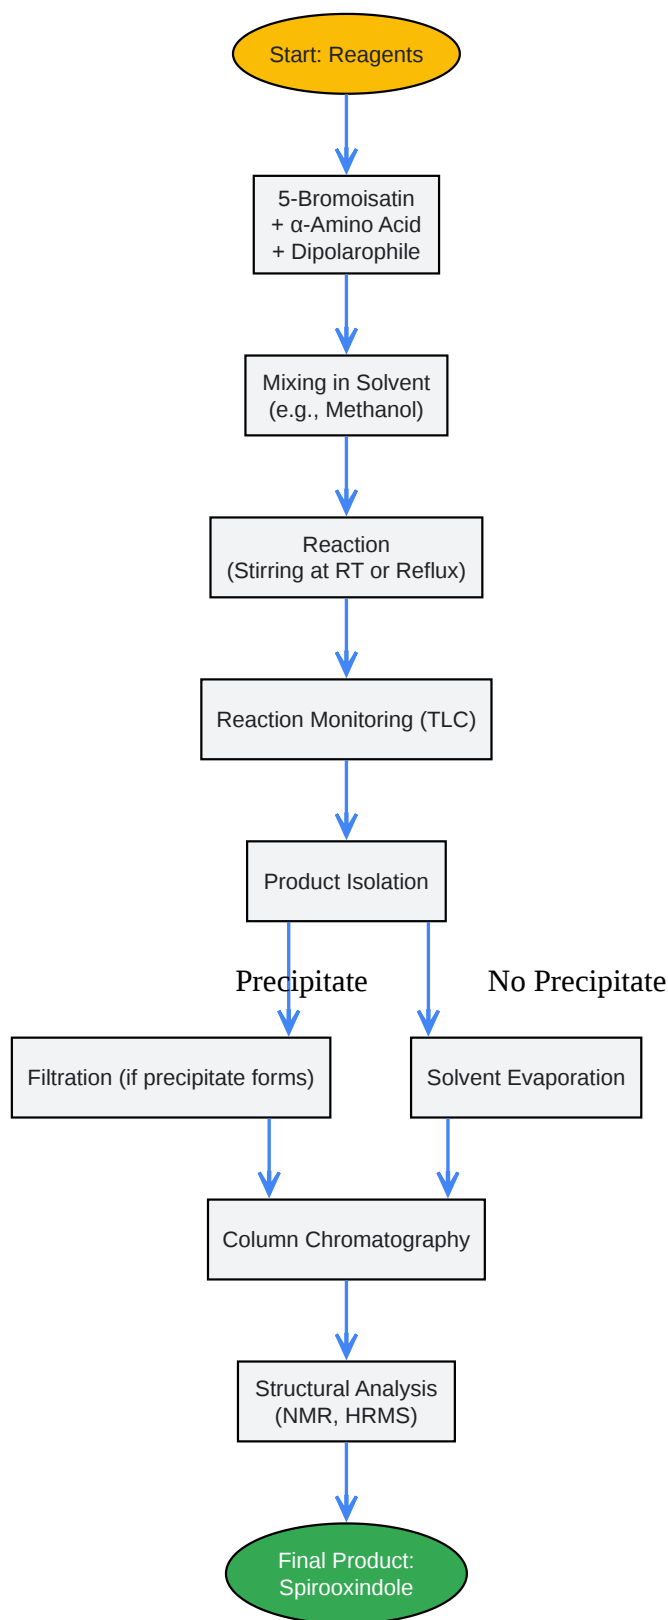 Start: Reagents
5-Bromoisatin
+ α-Amino Acid
+ Dipolarophile
Mixing in Solvent
(e.g., Methanol)
Reaction
(Stirring at RT or Reflux)
Reaction Monitoring (TLC)
Product Isolation
Precipitate
No Precipitate
Filtration (if precipitate forms)
Solvent Evaporation
Column Chromatography
Structural Analysis
(NMR, HRMS)
Final Product:
Spirooxindole